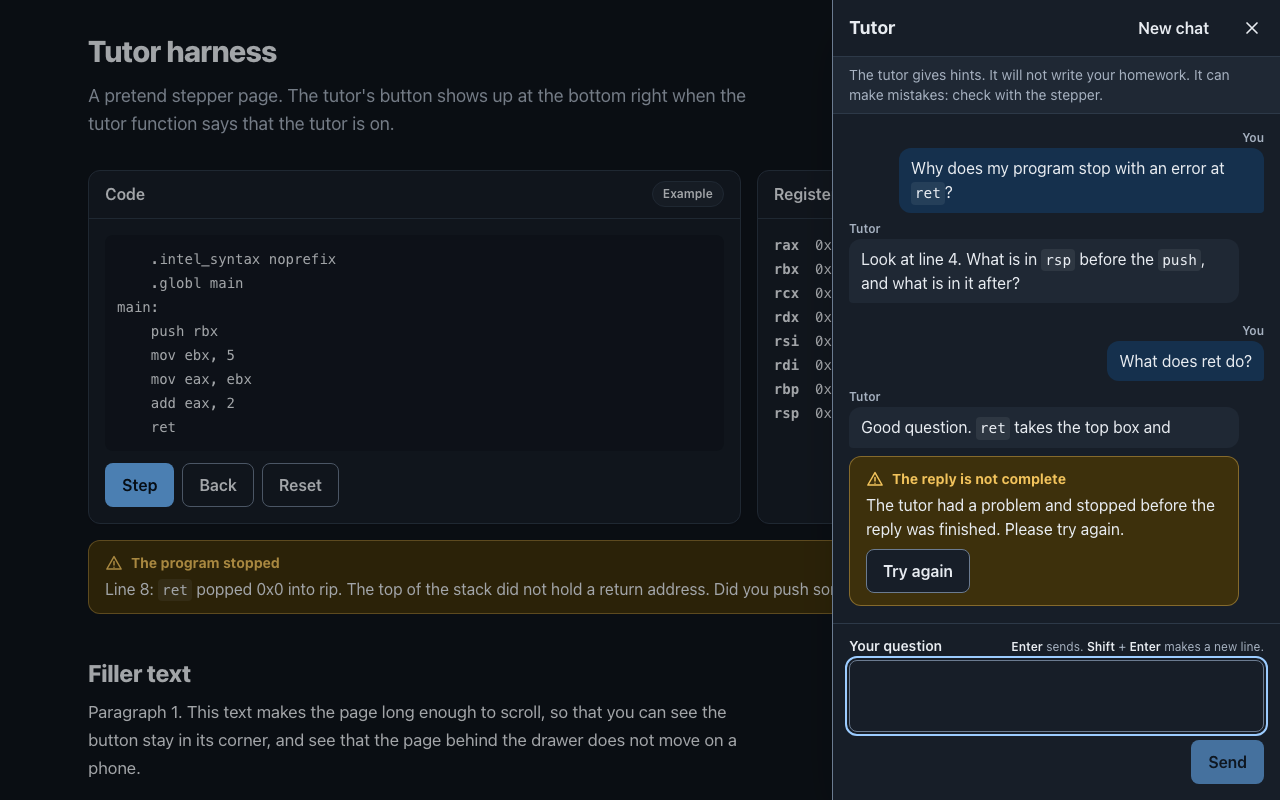 Tutor harness
A pretend stepper page. The tutor's button shows up at the bottom right when the
tutor function says that the tutor is on.
Code
Example
.intel_syntax noprefix
.globl main
main:
push rbx
mov ebx, 5
mov eax, ebx
add eax, 2
ret
Step
Back
Reset
Registe
rax 0x
rbx 0x
rcx 0x
rdx 0x
rsi 0x
rdi 0x
rbp 0x
rsp 0x
The program stopped
Line 8: ret popped 0x0 into rip. The top of the stack did not hold a return address. Did you push so
Filler text
Paragraph 1. This text makes the page long enough to scroll, so that you can see the
button stay in its corner, and see that the page behind the drawer does not move on a
phone.
Tutor
New chat
The tutor gives hints. It will not write your homework. It can
make mistakes: check with the stepper.
You
Why does my program stop with an error at
ret?
Tutor
Look at line 4. What is in rsp before the push,
and what is in it after?
You
What does ret do?
Tutor
Good question. ret takes the top box and
The reply is not complete
The tutor had a problem and stopped before the
reply was finished. Please try again.
Try again
Your question
Enter sends. Shift + Enter makes a new line.
Send